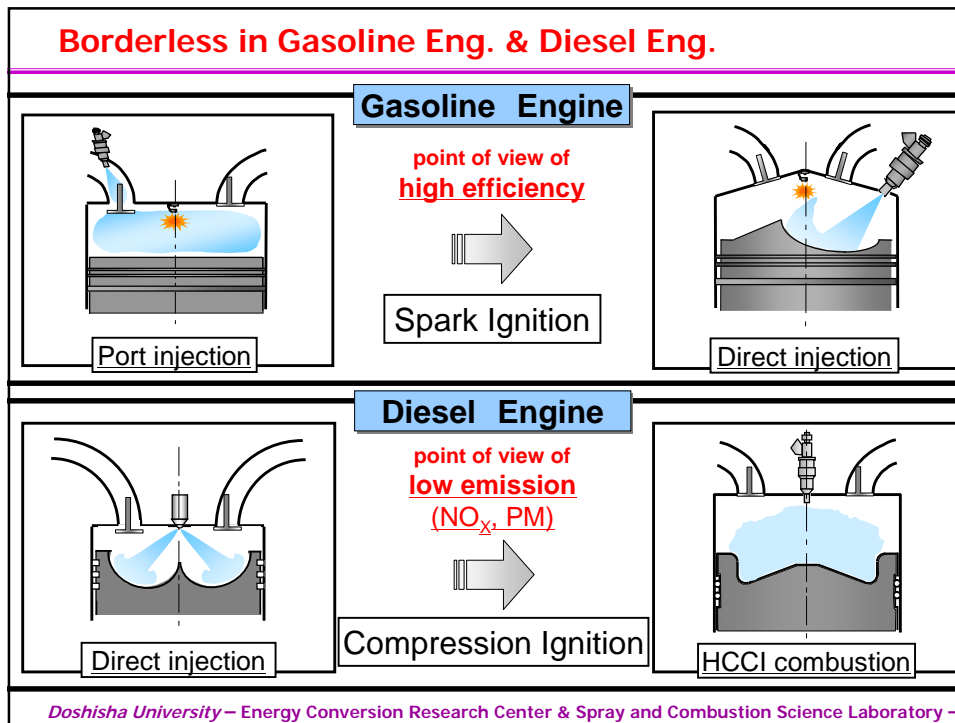 Borderless in Gasoline Eng. & Diesel Eng.
Gasoline Engine
point of view of
high efficiency
Spark Ignition
Port injection
Direct injection
Diesel Engine
point of view of
low emission
(NOX, PM)
Compression Ignition
Direct injection
HCCI combustion
Doshisha University – Energy Conversion Research Center & Spray and Combustion Science Laboratory –